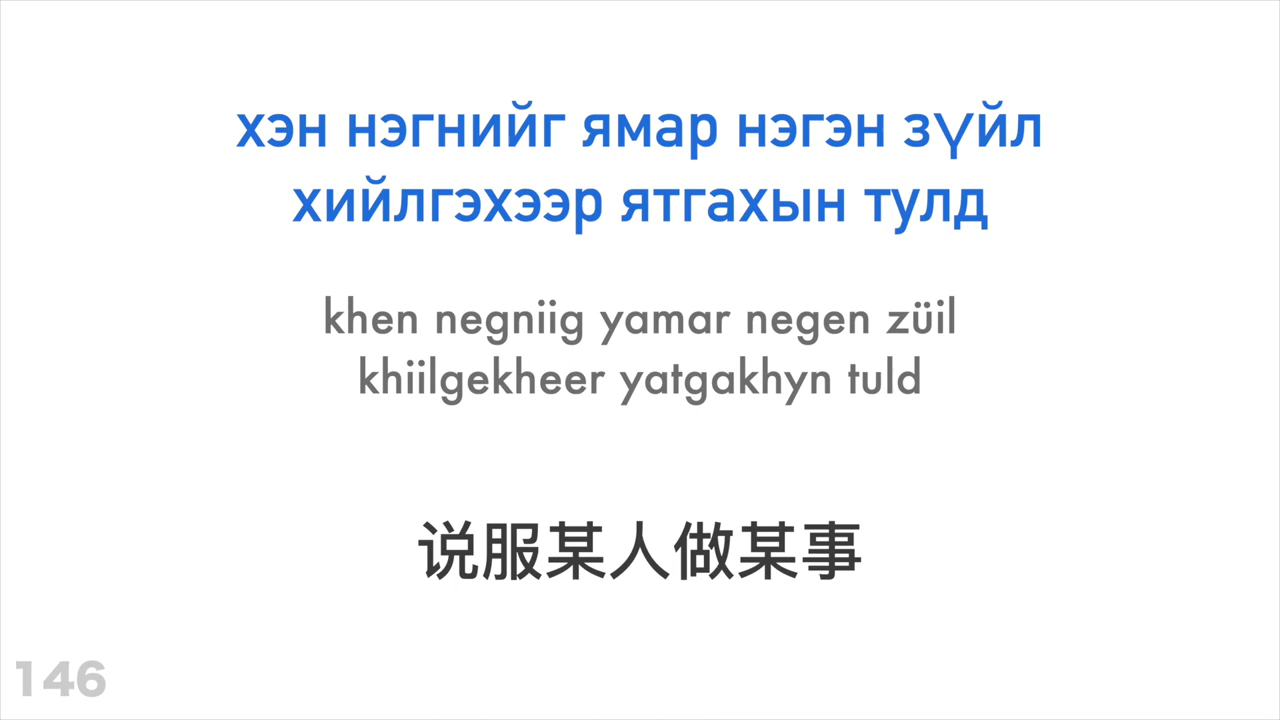 хэн нэгнийг ямар нэгэн зүйл
хийлгэхээр ятгахын тулд
khen negniig yamar negen züil
khiilgekheer yatgakhyn tuld
说服某人做某事
146